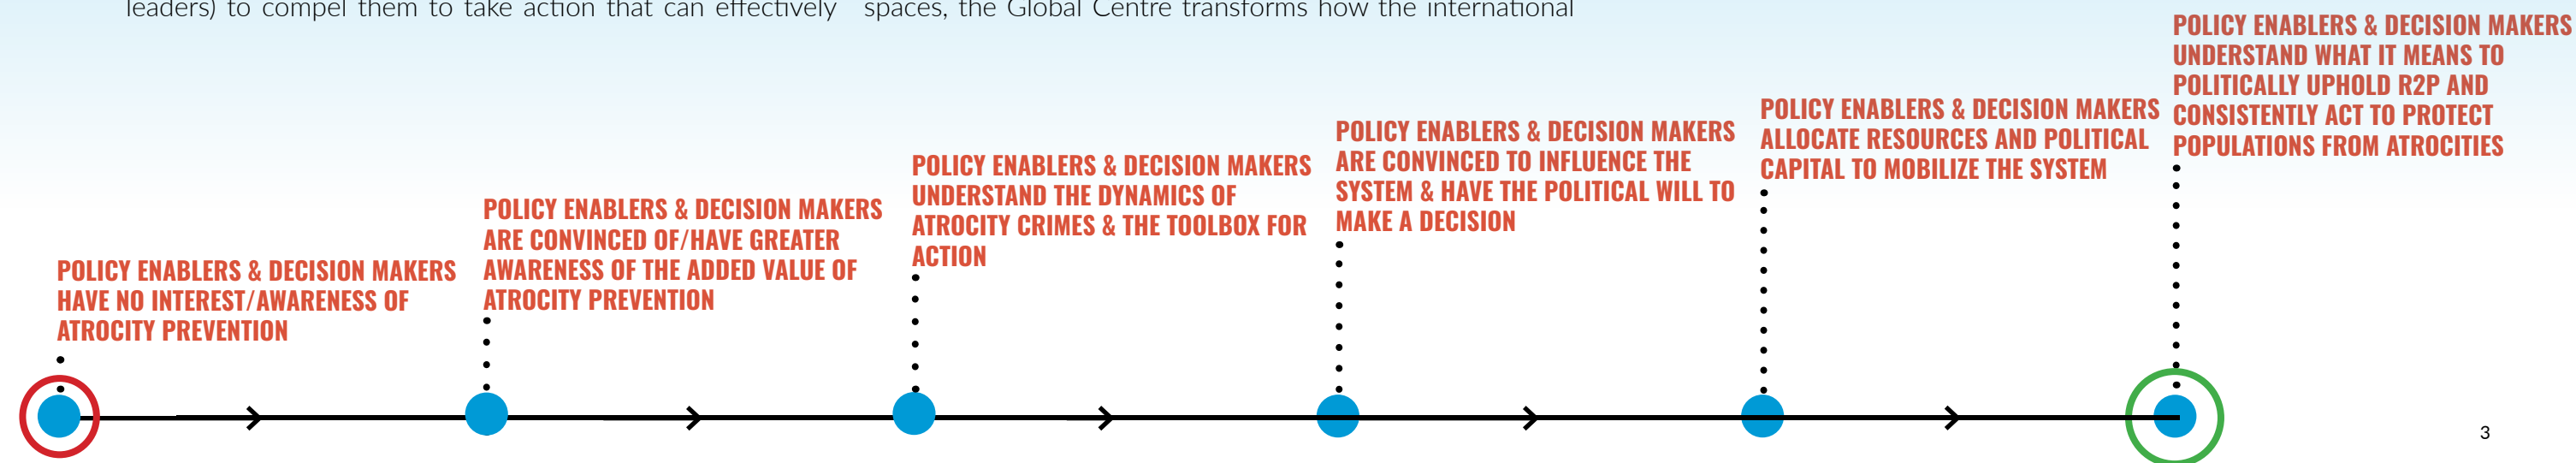 leaders) to compel them to take action that can effectively
spaces, the Global Centre transforms how the international
POLICY ENABLERS & DECISION MAKERS
HAVE NO INTEREST/AWARENESS OF
ATROCITY PREVENTION
POLICY ENABLERS & DECISION MAKERS
ARE CONVINCED OF/HAVE GREATER
AWARENESS OF THE ADDED VALUE OF
ATROCITY PREVENTION
POLICY ENABLERS & DECISION MAKERS
UNDERSTAND THE DYNAMICS OF
ATROCITY CRIMES & THE TOOLBOX FOR
ACTION
POLICY ENABLERS & DECISION MAKERS
ARE CONVINCED TO INFLUENCE THE
SYSTEM & HAVE THE POLITICAL WILL TO
MAKE A DECISION
POLICY ENABLERS & DECISION MAKERS
ALLOCATE RESOURCES AND POLITICAL
CAPITAL TO MOBILIZE THE SYSTEM
POLICY ENABLERS & DECISION MAKERS
UNDERSTAND WHAT IT MEANS TO
POLITICALLY UPHOLD R2P AND
CONSISTENTLY ACT TO PROTECT
POPULATIONS FROM ATROCITIES
3